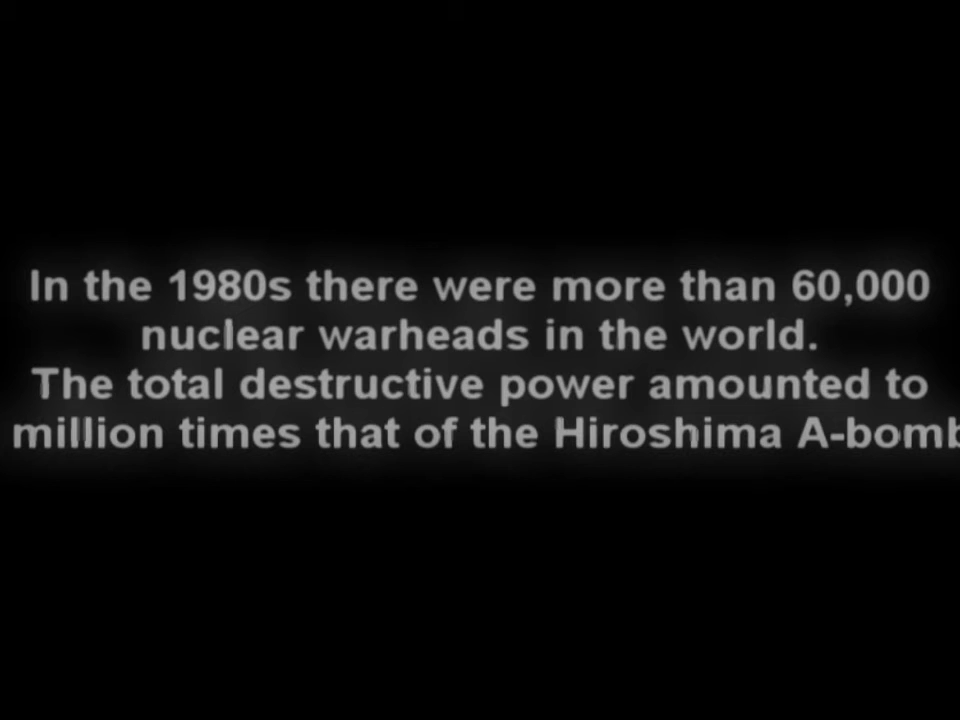 In the 1980s there were more than 60,000
nuclear warheads in the world.
The total destructive power amounted to
million times that of the Hiroshima A-bomb